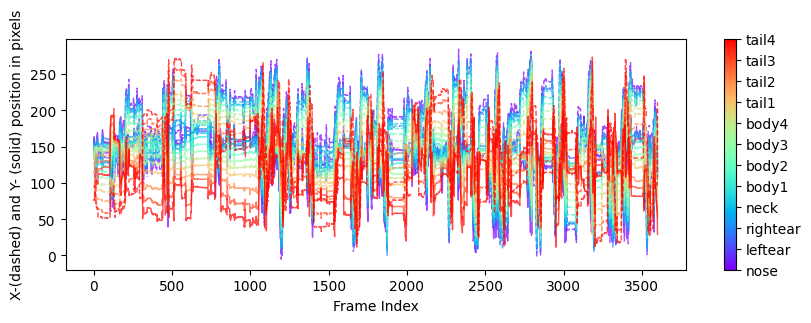 X-(dashed) and Y- (solid) position in pixels
250
200
150
100
50
0
0
500
1000
1500
2000
2500
3000
3500
Frame Index
tail4
tail3
tail2
tail1
body4
body3
body2
body1
neck
rightear
leftear
nose